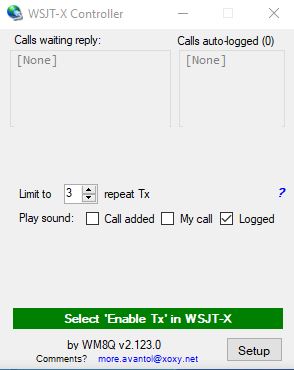 WSJT-X Controller
Calls waiting reply: Calls auto-logged (0)
[None] [None]
Limit to 3 repeat Tx ?
Play sound: Call added My call Logged
Select 'Enable Tx' in WSJT-X
by WM8Q v2.123.0
Comments? more.avantol@xoxy.net
Setup